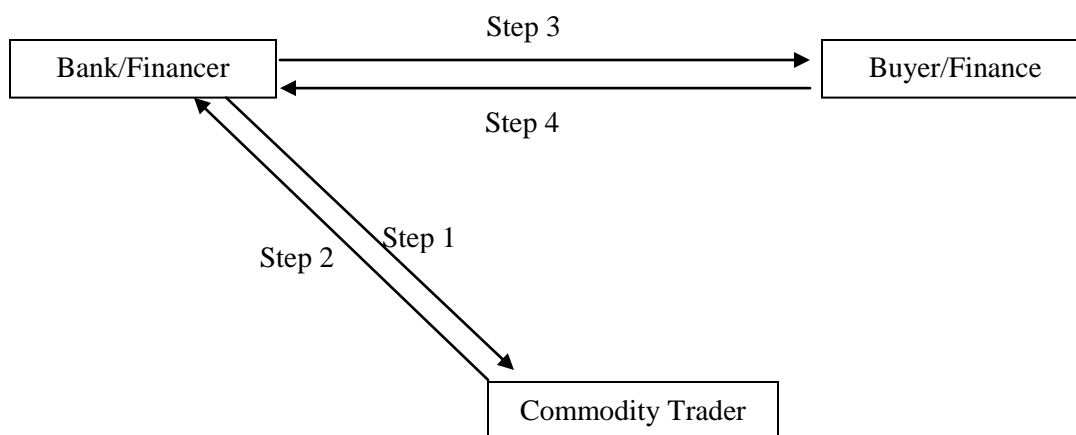 Step 3
Bank/Financer
Buyer/Finance
Step 4
Step 1
Step 2
Commodity Trader